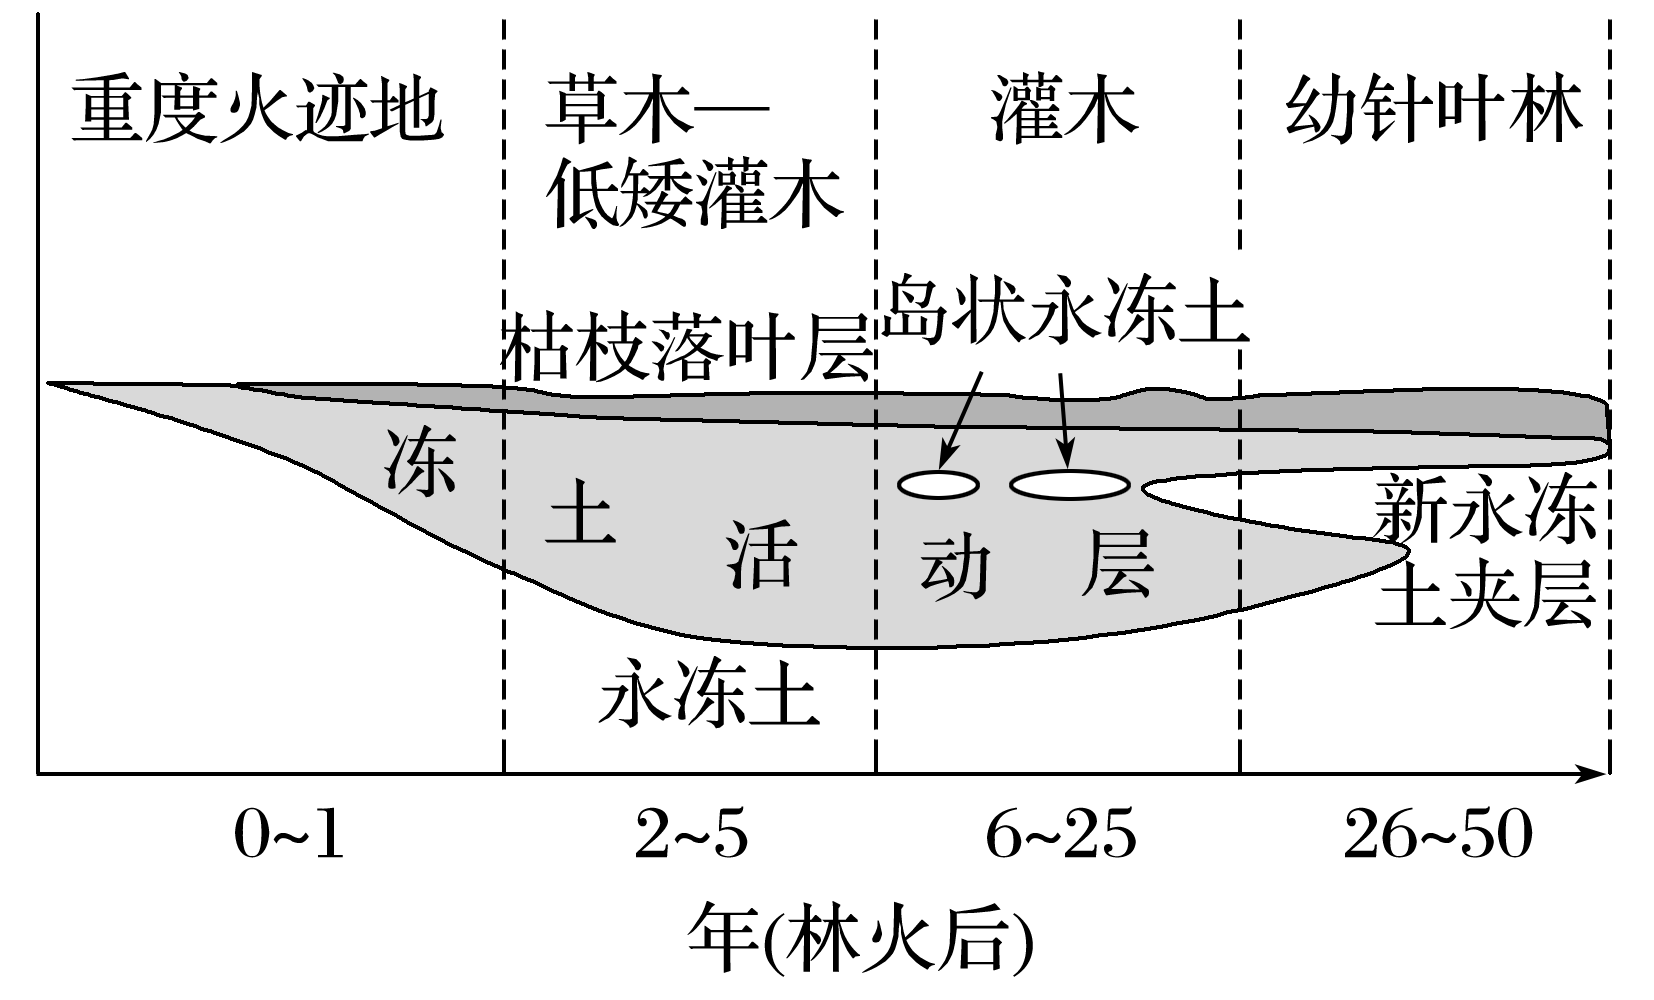 重度火迹地
草木—
低矮灌木
灌木
幼针叶林
枯枝落叶层
岛状永冻土
冻土活动层
新永冻
土夹层
永冻土
0~1
2~5
6~25
26~50
年(林火后)